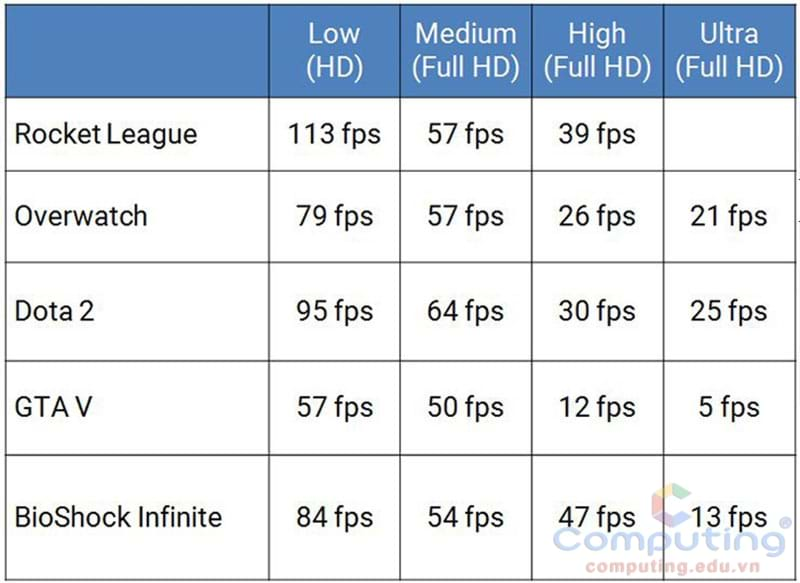 Low (HD) Medium (Full HD) High (Full HD) Ultra (Full HD)
Rocket League 113 fps 57 fps 39 fps
Overwatch 79 fps 57 fps 26 fps 21 fps
Dota 2 95 fps 64 fps 30 fps 25 fps
GTA V 57 fps 50 fps 12 fps 5 fps
BioShock Infinite 84 fps 54 fps 47 fps 13 fps
Computing®
computing.edu.vn